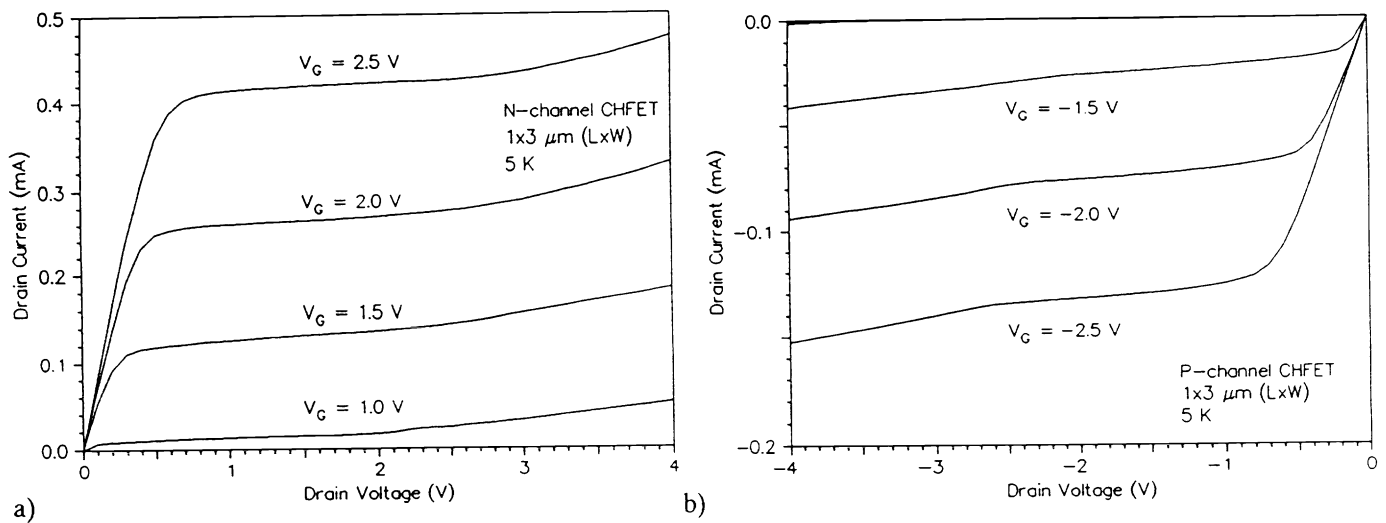 0.5
0.4
0.3
0.2
0.1
0.0
Drain Current (mA)
V_G = 2.5 V
N-channel CHFET
1x3 μm (LxW)
5 K
V_G = 2.0 V
V_G = 1.5 V
V_G = 1.0 V
0 1 2 3 4
Drain Voltage (V)
a)
0.0
-0.1
-0.2
Drain Current (mA)
V_G = -1.5 V
V_G = -2.0 V
V_G = -2.5 V
P-channel CHFET
1x3 μm (LxW)
5 K
-4 -3 -2 -1 0
Drain Voltage (V)
b)